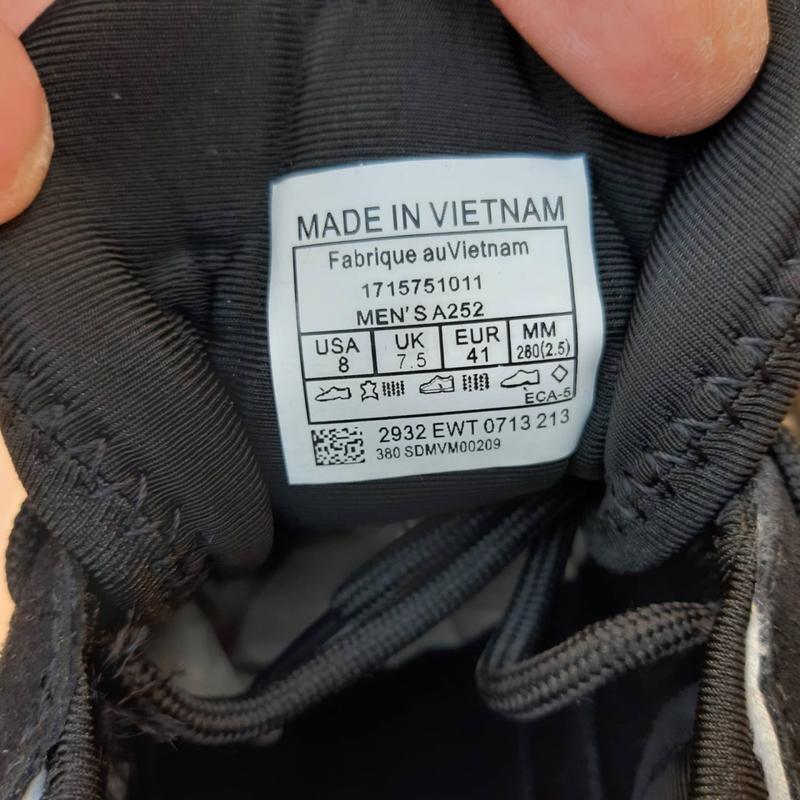 MADE IN VIETNAM
Fabrique auVietnam
1715751011
MEN'S A252
USA UK EUR MM
8 7.5 41 280(2.5)
ECA-5
2932 EWT 0713 213
380 SDMVM00209